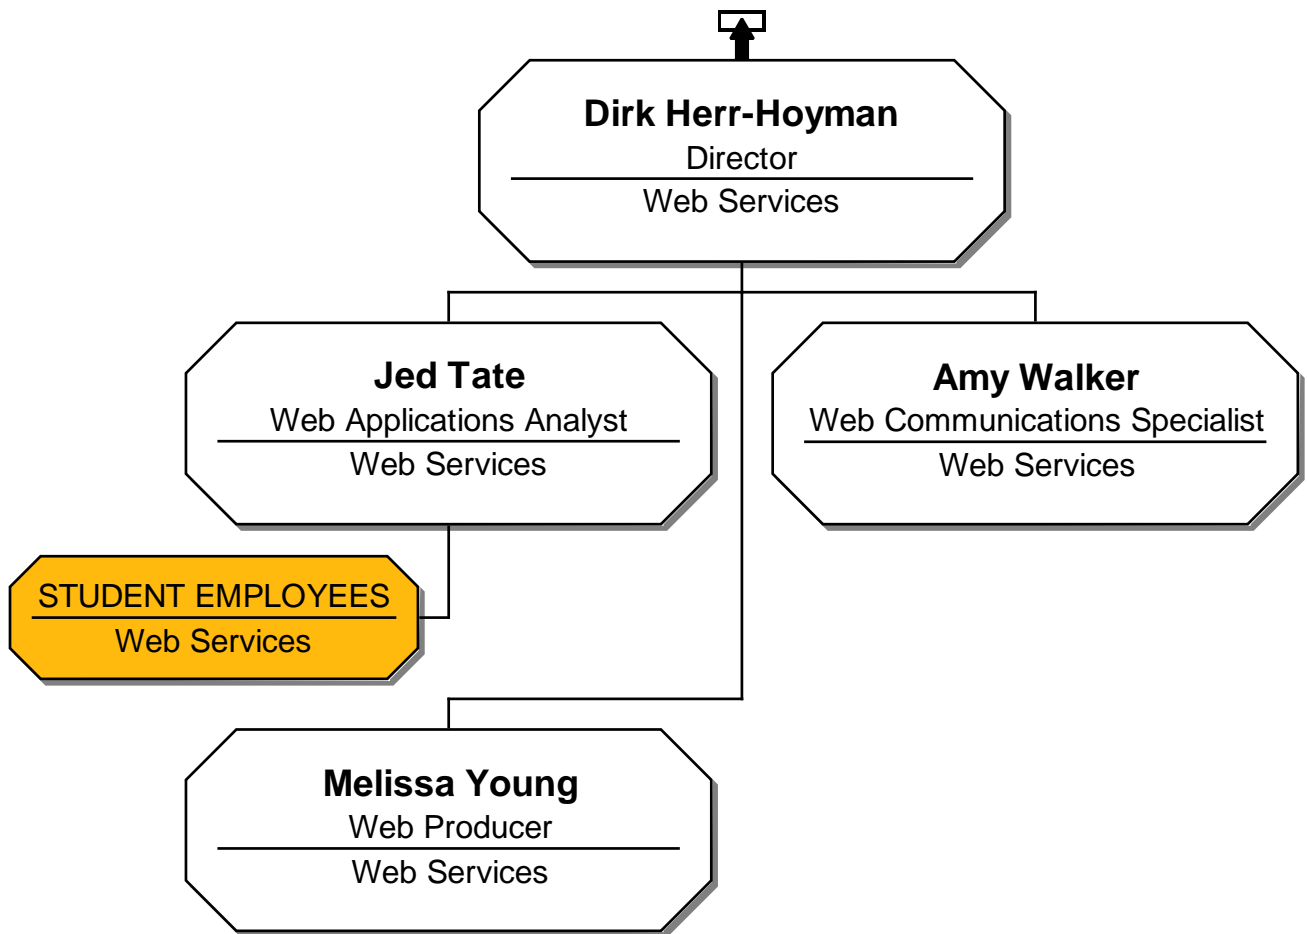 Dirk Herr-Hoyman
Director
Web Services
Jed Tate
Web Applications Analyst
Web Services
Amy Walker
Web Communications Specialist
Web Services
STUDENT EMPLOYEES
Web Services
Melissa Young
Web Producer
Web Services